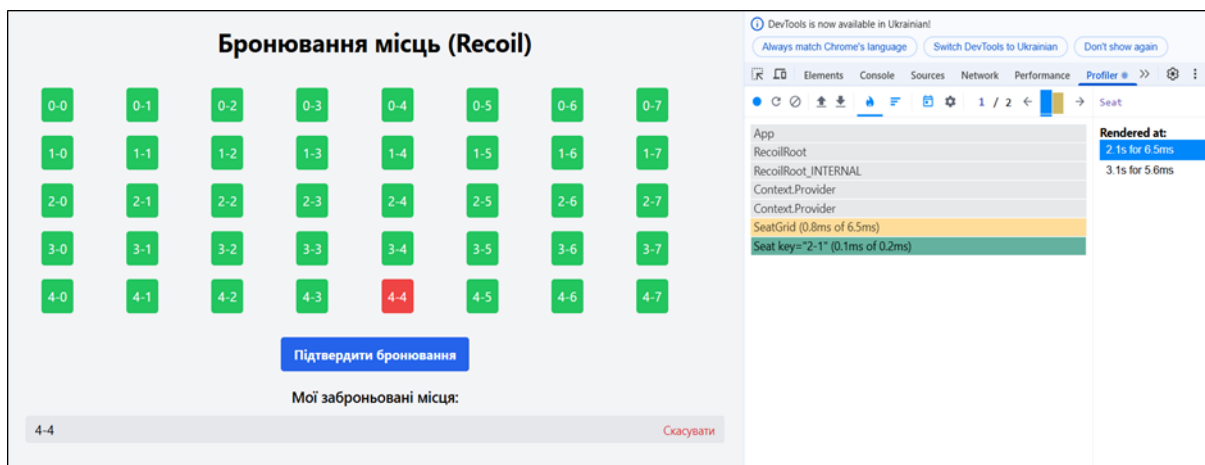 Бронювання місць (Recoil)
0-0 0-1 0-2 0-3 0-4 0-5 0-6 0-7
1-0 1-1 1-2 1-3 1-4 1-5 1-6 1-7
2-0 2-1 2-2 2-3 2-4 2-5 2-6 2-7
3-0 3-1 3-2 3-3 3-4 3-5 3-6 3-7
4-0 4-1 4-2 4-3 4-4 4-5 4-6 4-7
Підтвердити бронювання
Мої заброньовані місця:
4-4 Скасувати
DevTools is now available in Ukrainian!
Always match Chrome's language Switch DevTools to Ukrainian Don't show again
Elements Console Sources Network Performance Profiler
1 / 2 Seat
App
RecoilRoot
RecoilRoot_INTERNAL
Context.Provider
Context.Provider
SeatGrid (0.8ms of 6.5ms)
Seat key="2-1" (0.1ms of 0.2ms)
Rendered at:
2.1s for 6.5ms
3.1s for 5.6ms